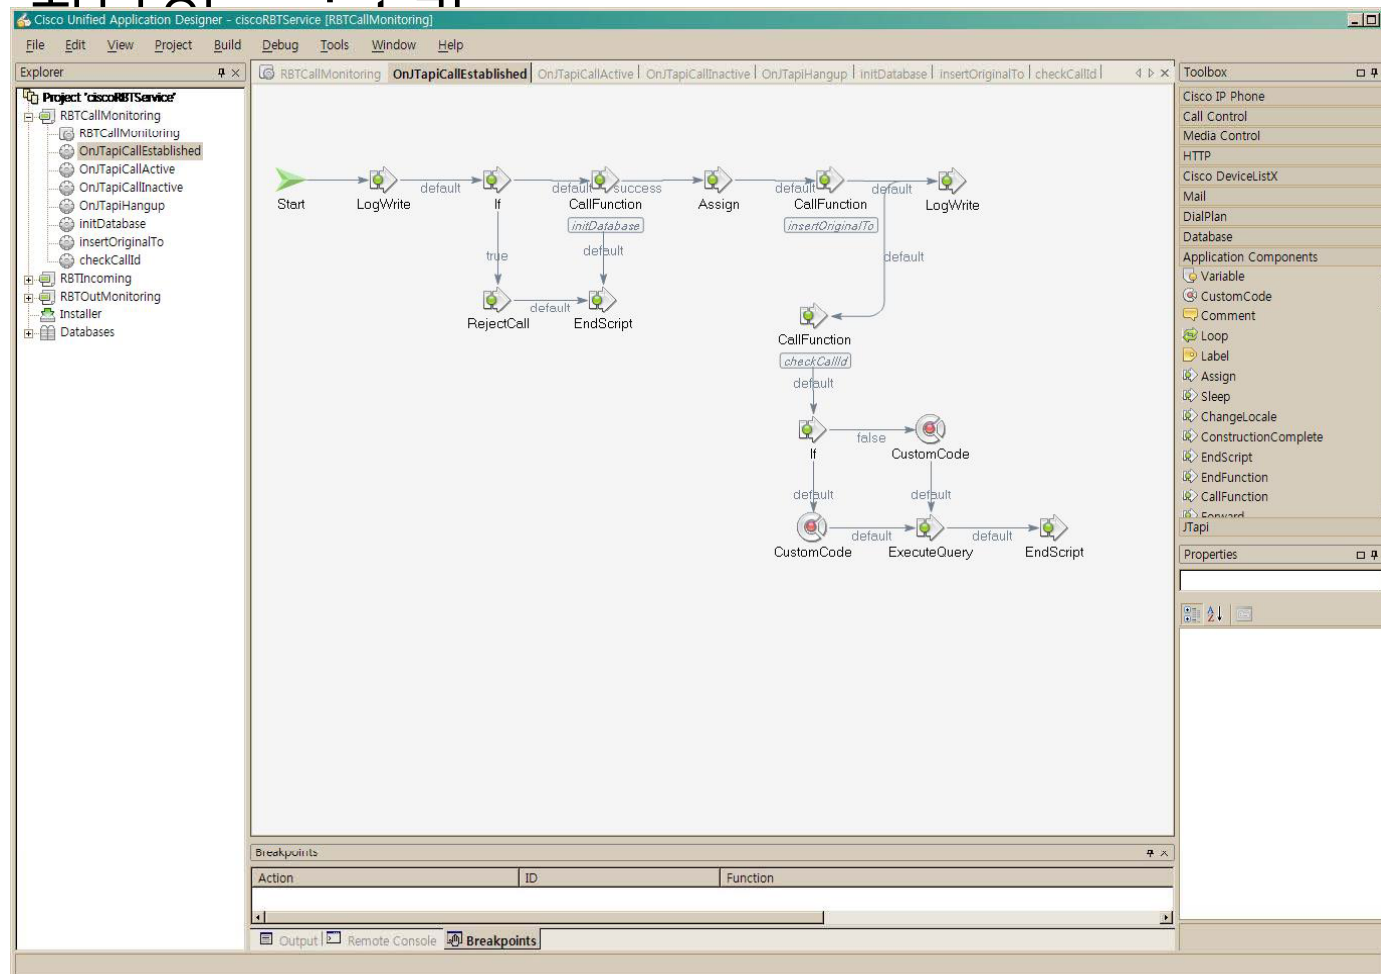 Cisco Unified Application Designer - ciscoRBTService [RBTCallMonitoring]
File Edit View Project Build Debug Tools Window Help
Explorer
Project 'ciscoRBTService'
RBTCallMonitoring
RBTCallMonitoring
OnJTapiCallEstablished
OnJTapiCallActive
OnJTapiCallInactive
OnJTapiHangup
initDatabase
insertOriginalTo
checkCallId
RBTIncoming
RBTOutMonitoring
Installer
Databases
RBTCallMonitoring OnJTapiCallEstablished OnJTapiCallActive OnJTapiCallInactive OnJTapiHangup initDatabase insertOriginalTo checkCallId
default default success default default
Start LogWrite If CallFunction Assign CallFunction LogWrite
initDatabase insertOriginalTo
true default default
default
RejectCall EndScript
CallFunction
checkCallId
default
false
If CustomCode
default default
default default
CustomCode ExecuteQuery EndScript
Toolbox
Cisco IP Phone
Call Control
Media Control
HTTP
Cisco DeviceListX
Mail
DialPlan
Database
Application Components
Variable
CustomCode
Comment
Loop
Label
Assign
Sleep
ChangeLocale
ConstructionComplete
EndScript
EndFunction
CallFunction
Forward
JTapi
Properties
Breakpoints
Action ID Function
Output Remote Console Breakpoints